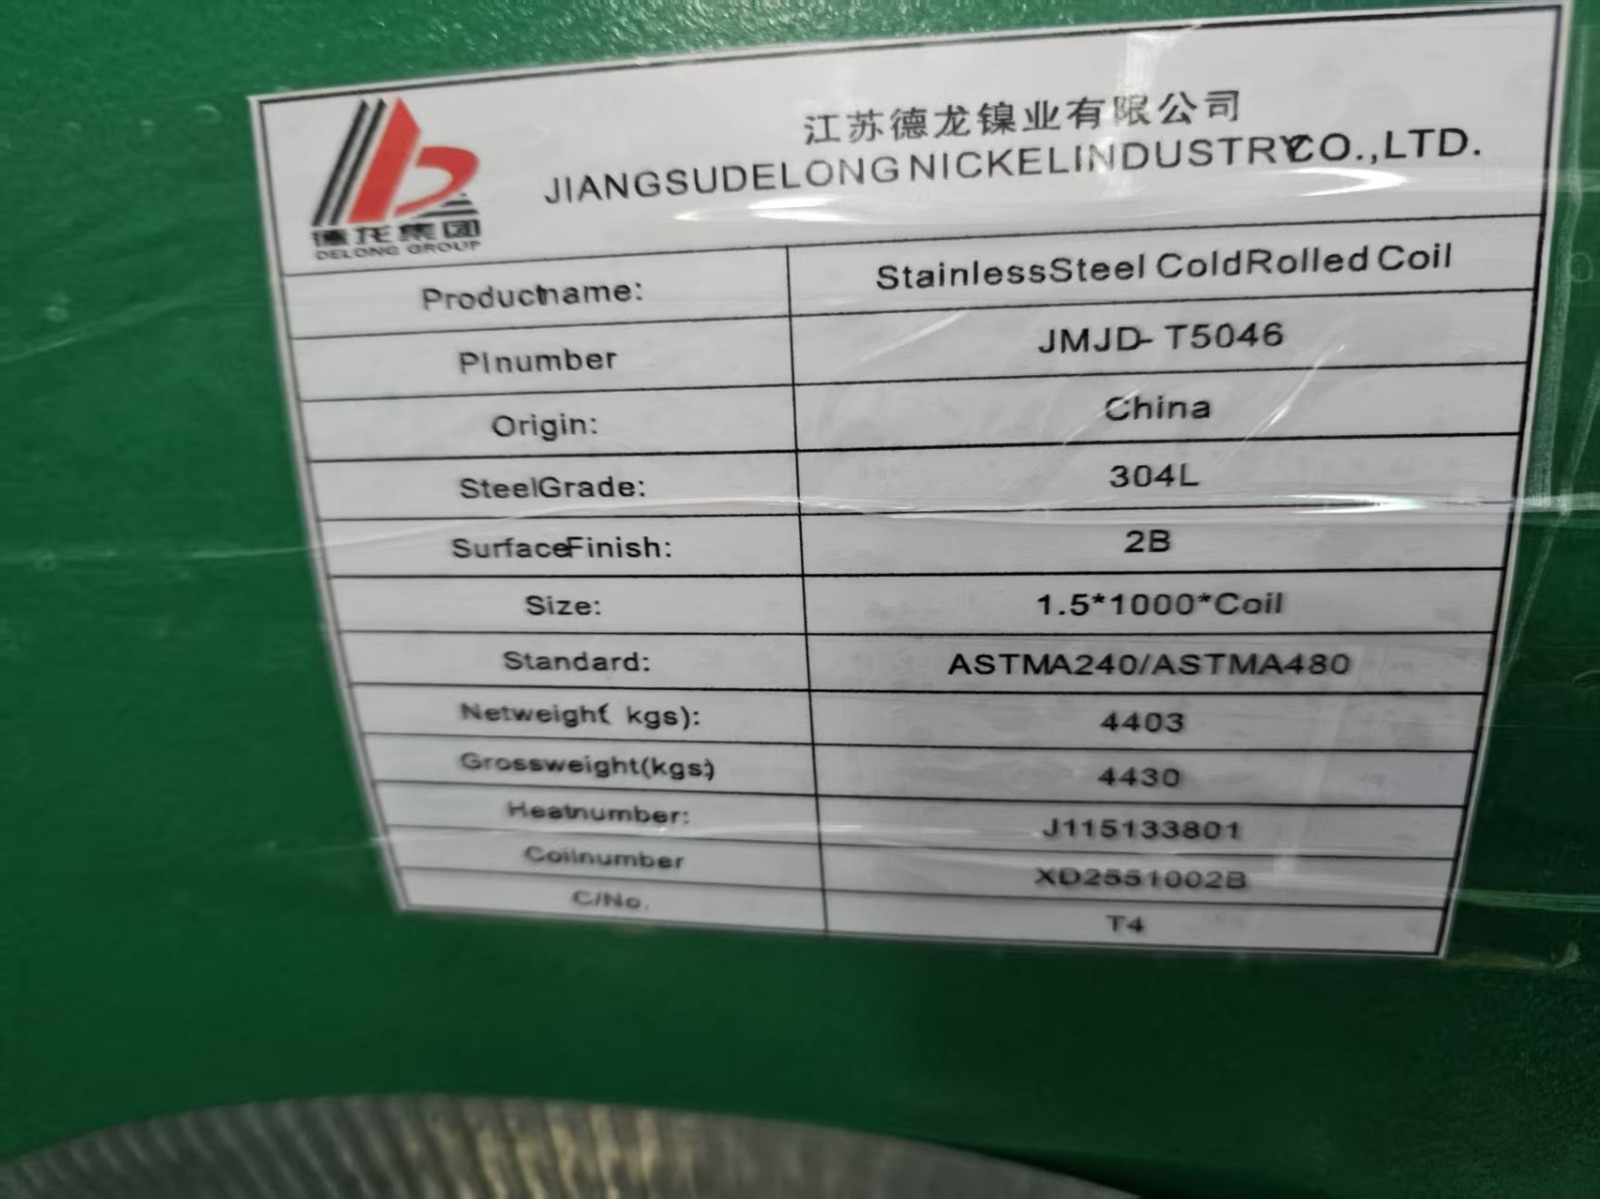 江苏德龙镍业有限公司
JIANGSUDELONG NICKELINDUSTRYCO.,LTD.
德龙集团
DELONG GROUP
Productname: StainlessSteel ColdRolled Coil
PInumber JMJD- T5046
Origin: China
SteelGrade: 304L
SurfaceFinish: 2B
Size: 1.5*1000*Coil
Standard: ASTMA240/ASTMA480
Netweight( kgs): 4403
Grossweight(kgs): 4430
Heatnumber: J115133801
Coilnumber XD2551002B
C/No. T4